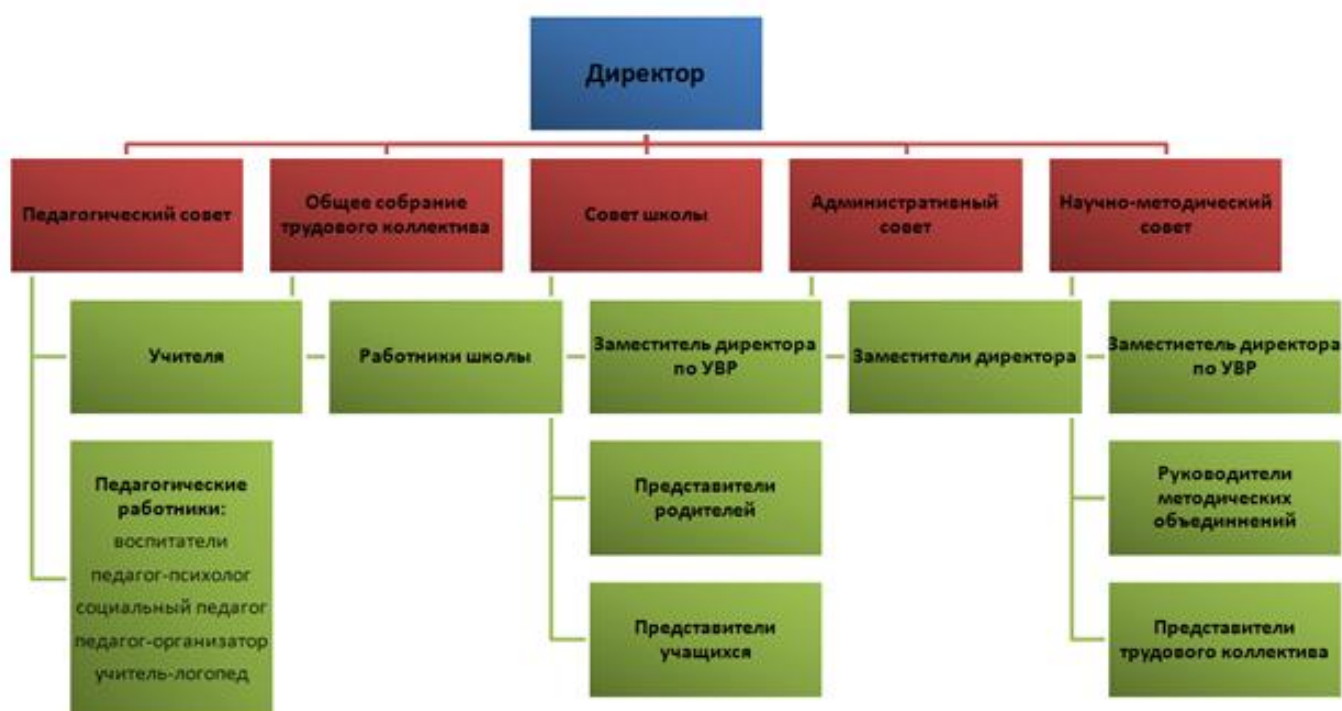 Директор
Педагогический совет
Общее собрание
трудового коллектива
Совет школы
Административный
совет
Научно-методический
совет
Учителя
Работники школы
Заместитель директора
по УВР
Заместители директора
Заместиетель директора
по УВР
Педагогические
работники:
воспитатели
педагог-психолог
социальный педагог
педагог-организатор
учитель-логопед
Представители
родителей
Руководители
методических
объединнений
Представители
учащихся
Представители
трудового коллектива